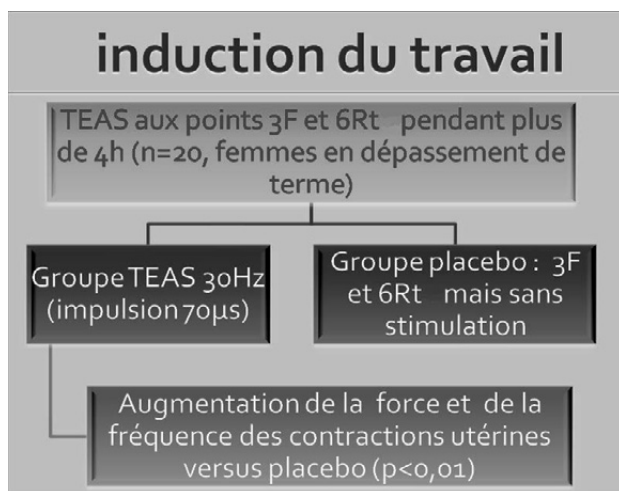 induction du travail
TEAS aux points 3F et 6Rt pendant plus
de 4h (n=20, femmes en dépassement de
terme)
Groupe TEAS 30Hz
(impulsion 70µs)
Groupe placebo : 3F
et 6Rt mais sans
stimulation
Augmentation de la force et de la
fréquence des contractions utérines
versus placebo (p<0,01)